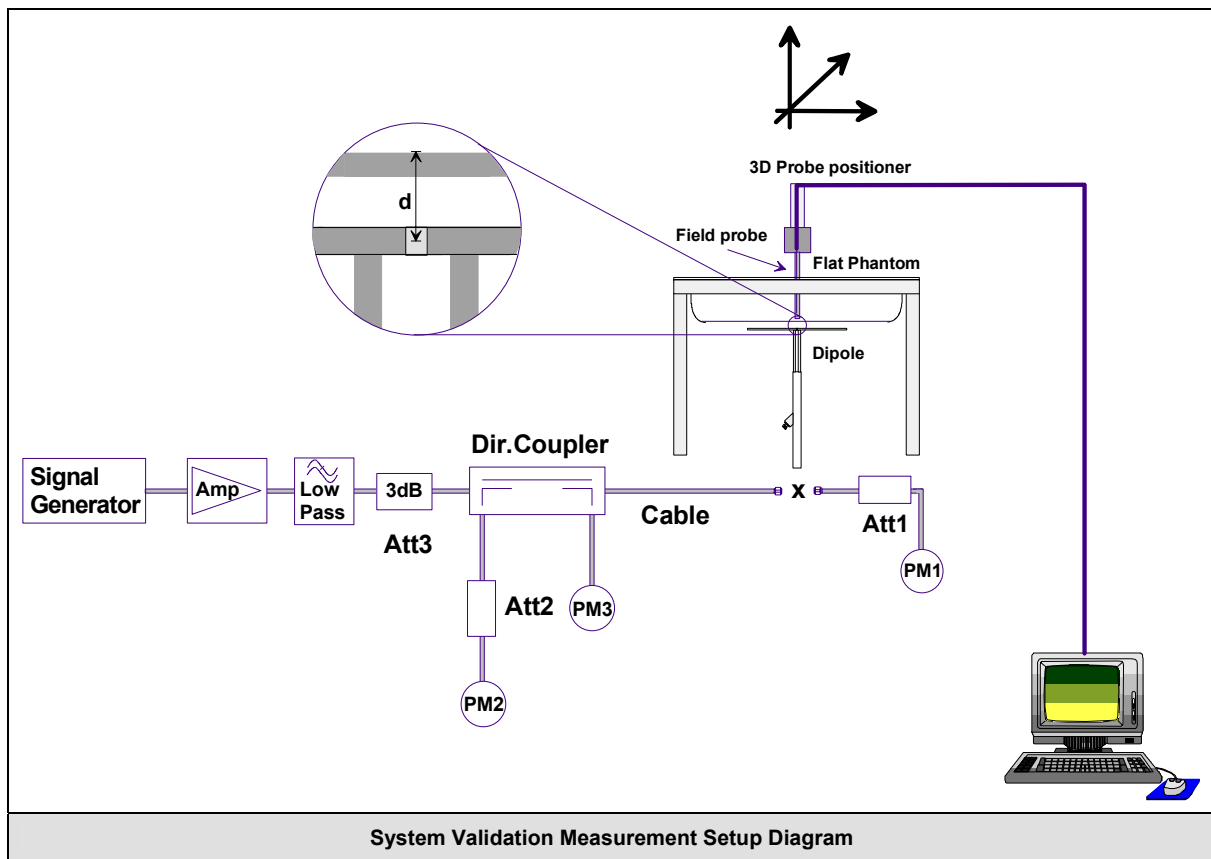 3D Probe positioner
d
Field probe
Flat Phantom
Dipole
Dir.Coupler
Signal
Generator
Amp
Low
Pass
3dB
x
Cable
Att3
Att1
PM1
Att2
PM3
PM2
System Validation Measurement Setup Diagram